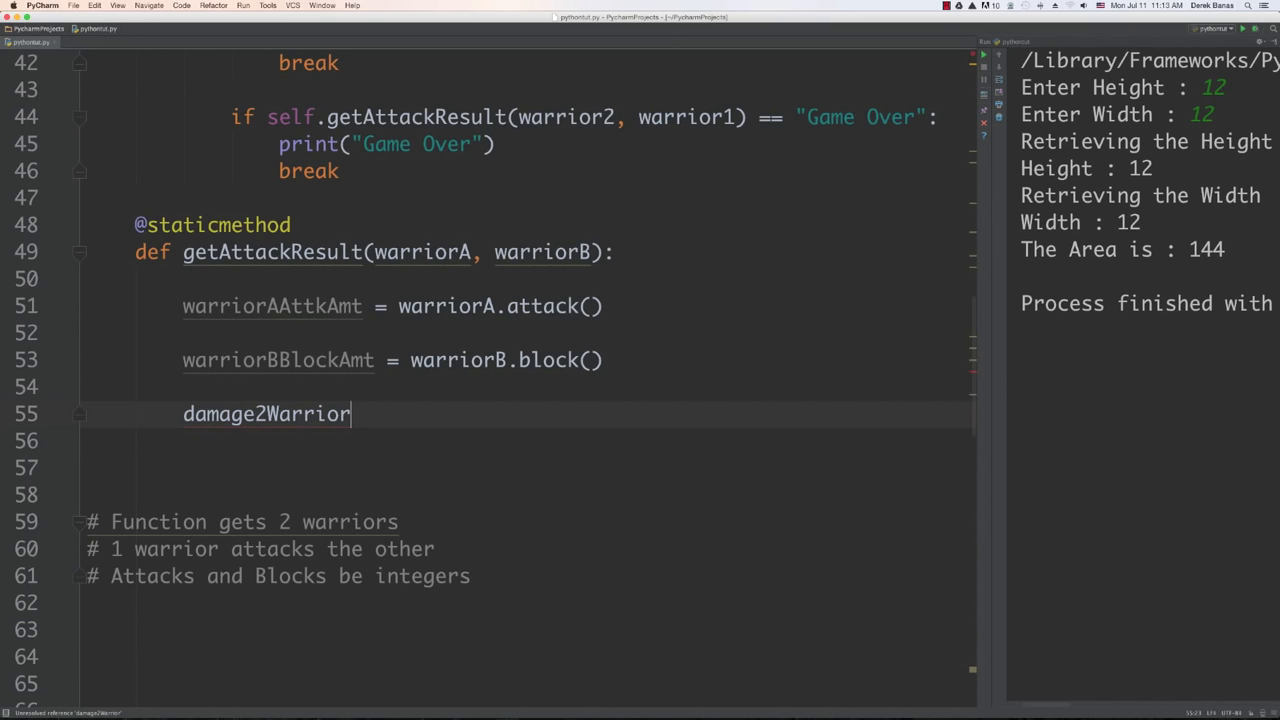 PyCharm File Edit View Navigate Code Refactor Run Tools VCS Window Help 10 Mon Jul 11 11:13 AM Derek Banas
pythontut.py - PycharmProjects - [~/PycharmProjects]
PycharmProjects pythontut.py pythontut
pythontut.py Run: pythontut
42 break
43
44 if self.getAttackResult(warrior2, warrior1) == "Game Over":
45 print("Game Over")
46 break
47
48 @staticmethod
49 def getAttackResult(warriorA, warriorB):
50
51 warriorAAttkAmt = warriorA.attack()
52
53 warriorBBlockAmt = warriorB.block()
54
55 damage2Warrior
56
57
58
59 # Function gets 2 warriors
60 # 1 warrior attacks the other
61 # Attacks and Blocks be integers
62
63
64
65
/Library/Frameworks/Py
Enter Height : 12
Enter Width : 12
Retrieving the Height
Height : 12
Retrieving the Width
Width : 12
The Area is : 144
Process finished with
Unresolved reference 'damage2Warrior' 55:23 LF UTF-8